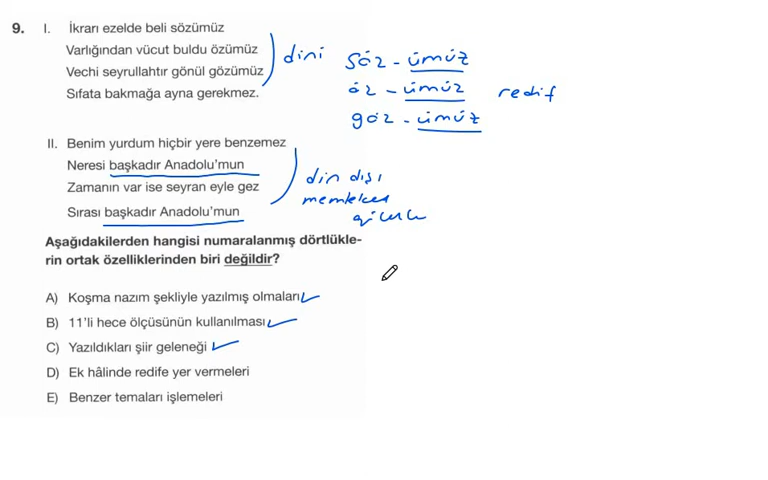 9. I. İkrarı ezelde beli sözümüz
Varlığından vücut buldu özümüz
Vechi seyrullahtır gönül gözümüz
Sıfata bakmağa ayna gerekmez.
dini
söz - ümüz
öz - ümüz redif
göz - ümüz
II. Benim yurdum hiçbir yere benzemez
Neresi başkadır Anadolu'mun
Zamanın var ise seyran eyle gez
Sırası başkadır Anadolu'mun
din dışı
Aşağıdakilerden hangisi numaralanmış dörtlükle-
rin ortak özelliklerinden biri değildir?
A) Koşma nazım şekliyle yazılmış olmaları
B) 11'li hece ölçüsünün kullanılması
C) Yazıldıkları şiir geleneği
D) Ek hâlinde redife yer vermeleri
E) Benzer temaları işlemeleri